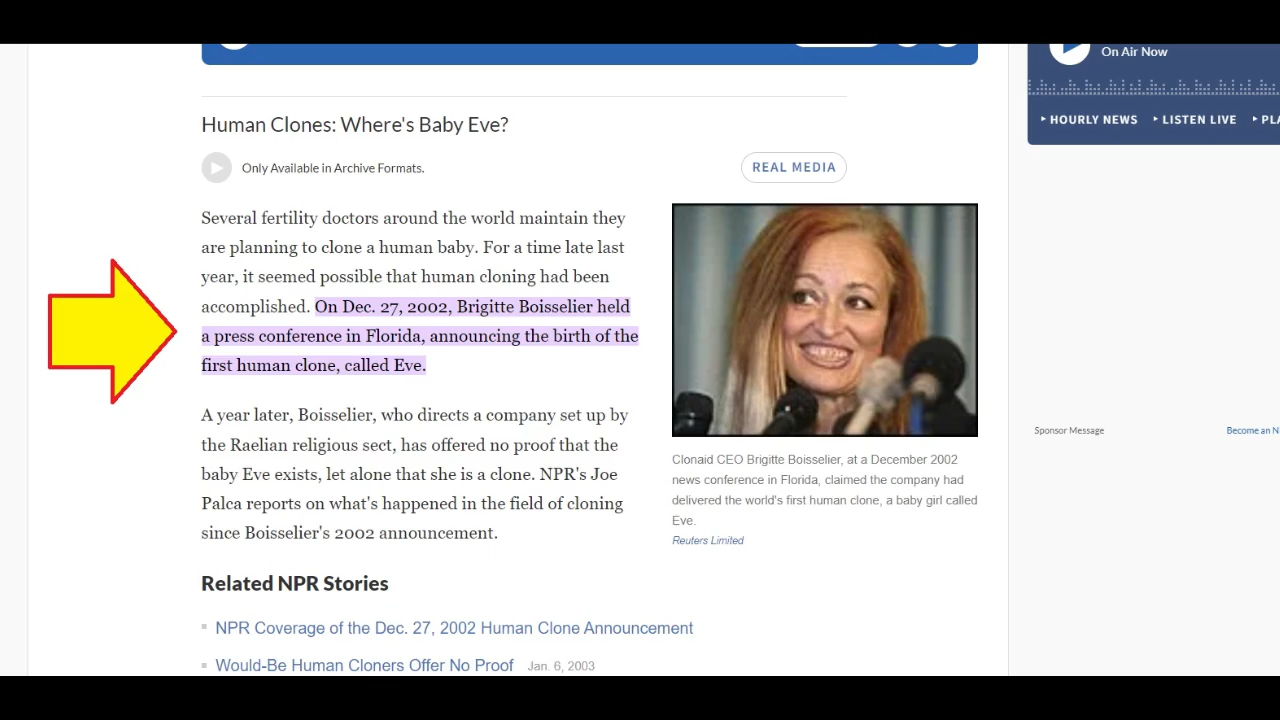 On Air Now
▸ HOURLY NEWS ▸ LISTEN LIVE ▸ PLA
Human Clones: Where's Baby Eve?
Only Available in Archive Formats.
REAL MEDIA
Several fertility doctors around the world maintain they
are planning to clone a human baby. For a time late last
year, it seemed possible that human cloning had been
accomplished. On Dec. 27, 2002, Brigitte Boisselier held
a press conference in Florida, announcing the birth of the
first human clone, called Eve.
A year later, Boisselier, who directs a company set up by
the Raelian religious sect, has offered no proof that the
baby Eve exists, let alone that she is a clone. NPR's Joe
Palca reports on what's happened in the field of cloning
since Boisselier's 2002 announcement.
Clonaid CEO Brigitte Boisselier, at a December 2002
news conference in Florida, claimed the company had
delivered the world's first human clone, a baby girl called
Eve.
Reuters Limited
Sponsor Message
Become an N
Related NPR Stories
NPR Coverage of the Dec. 27, 2002 Human Clone Announcement
Would-Be Human Cloners Offer No Proof Jan. 6, 2003